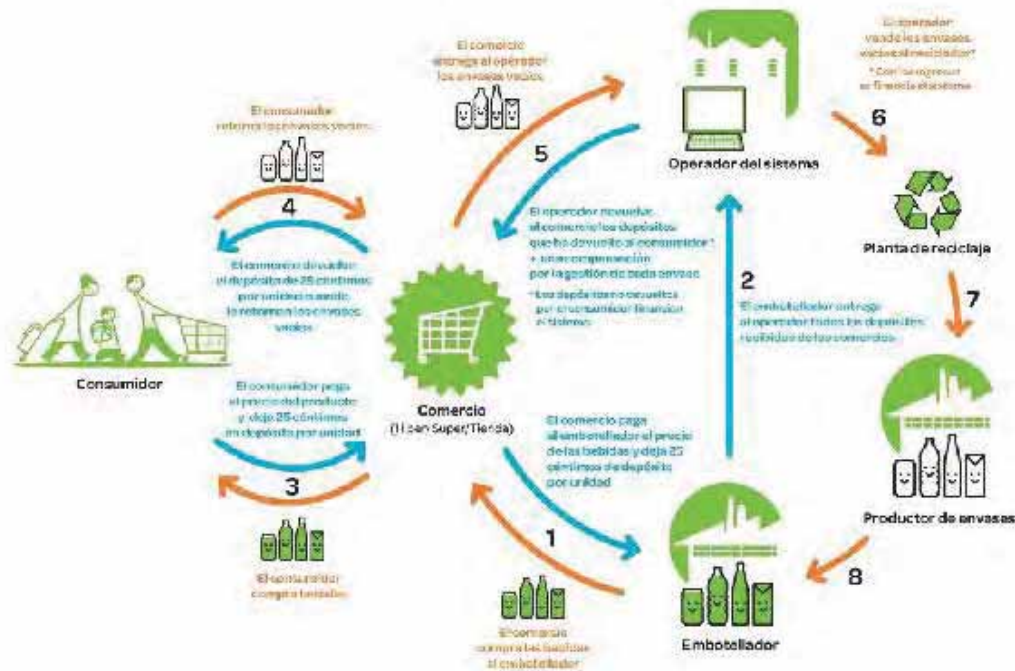 El comercio
entrega al operador
los envases vacíos
El operador
vende los envases
vacíos al reciclador*
* Con los ingresos
se financia el sistema
El consumidor
retorna los envases vacíos
5
6
Operador del sistema
4
El operador devuelve
al comercio los depósitos
que ha devuelto al consumidor*
+ una compensación
por la gestión de cada envase
* Los depósitos no devueltos
por el consumidor financian
el sistema
Planta de reciclaje
El comercio devuelve
el depósito de 25 céntimos
por unidad cuando
le retornan los envases
vacíos
2
El embotellador entrega
al operador todos los depósitos
recibidos de los comercios
7
Consumidor
El consumidor paga
el precio del producto
y deja 25 céntimos
en depósito por unidad
Comercio
(Híper/Super/Tienda)
El comercio paga
al embotellador el precio
de las bebidas y deja 25
céntimos de depósito
por unidad
3
Productor de envases
1
8
El consumidor
compra bebidas
El comercio
compra las bebidas
al embotellador
Embotellador